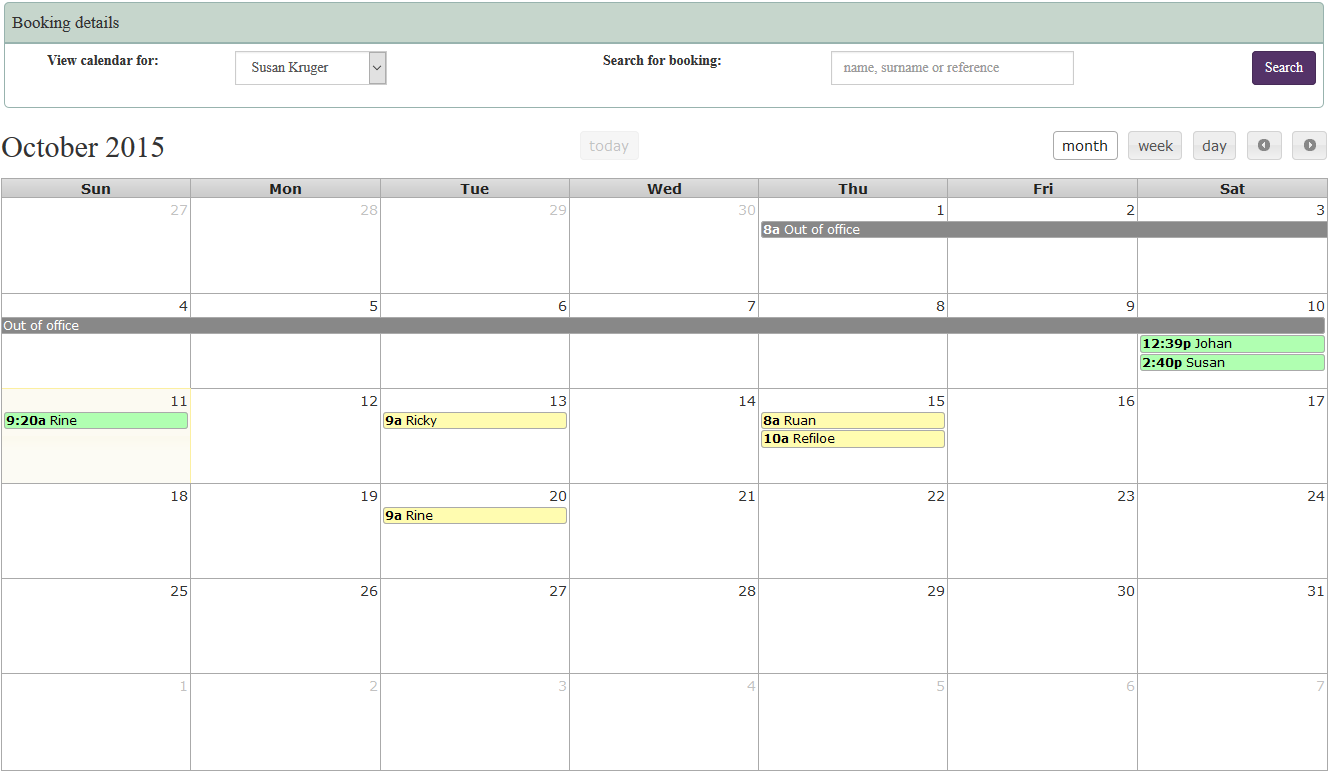 Booking details
View calendar for: Susan Kruger Search for booking: name, surname or reference Search
October 2015 today month week day
Sun Mon Tue Wed Thu Fri Sat
27 28 29 30 1 2 3
8a Out of office
4 5 6 7 8 9 10
Out of office
12:39p Johan
2:40p Susan
11 12 13 14 15 16 17
9:20a Rine 9a Ricky 8a Ruan
10a Refiloe
18 19 20 21 22 23 24
9a Rine
25 26 27 28 29 30 31
1 2 3 4 5 6 7